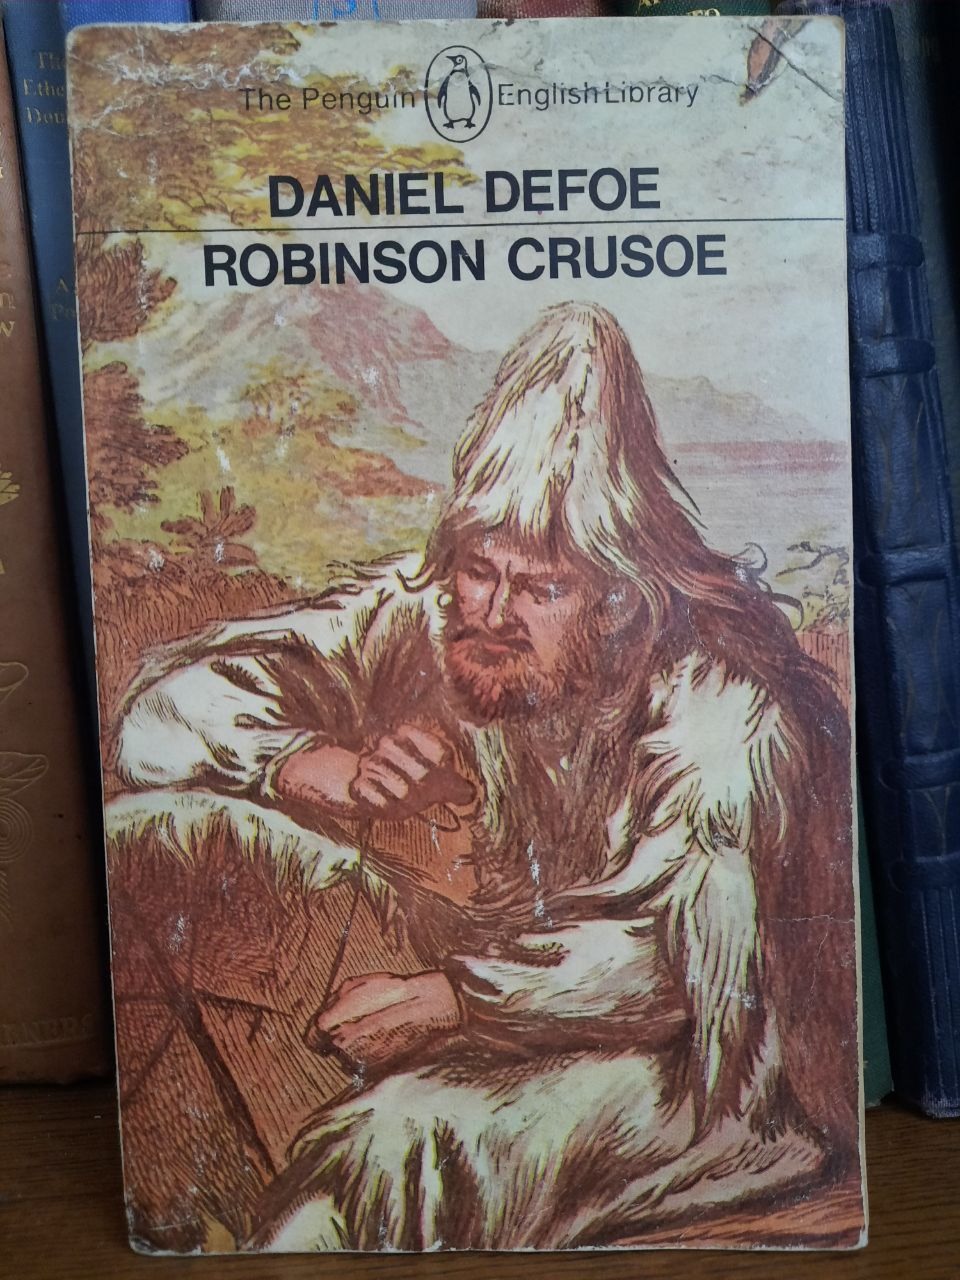 The Penguin English Library
DANIEL DEFOE
ROBINSON CRUSOE